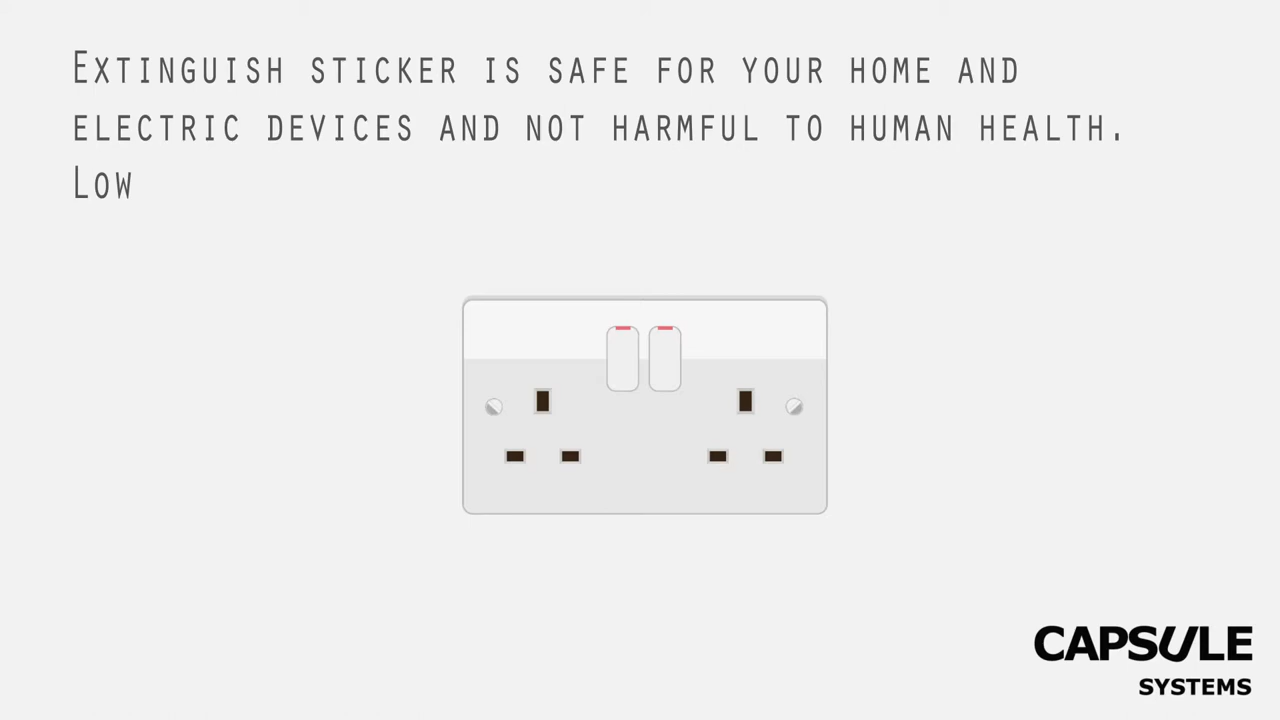 Extinguish sticker is safe for your home and
electric devices and not harmful to human health.
Low
CAPSULE
SYSTEMS